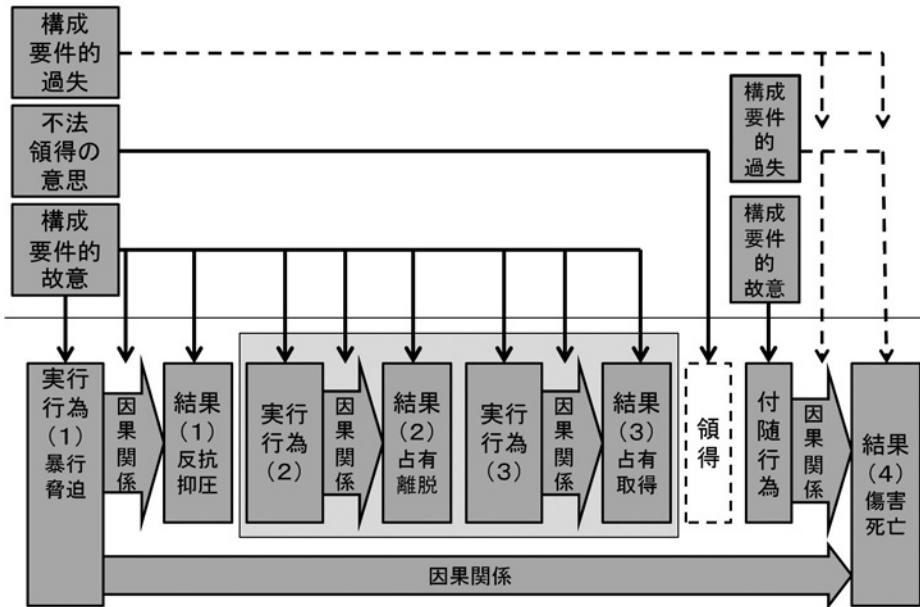 構成
要件的
過失
不法
領得の
意思
構成
要件的
故意
構成
要件
的
過失
構成
要件
的
故意
実行
行為
(1)
暴行
脅迫
因果関係
結果
(1)
反抗
抑圧
実行
行為
(2)
因果関係
結果
(2)
占有
離脱
実行
行為
(3)
因果関係
結果
(3)
占有
取得
領得
付随行為
因果関係
結果
(4)
傷害
死亡
因果関係